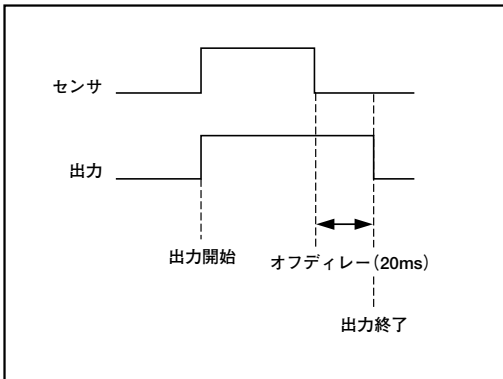 センサ
出力
出力開始
オフディレー(20ms)
出力終了